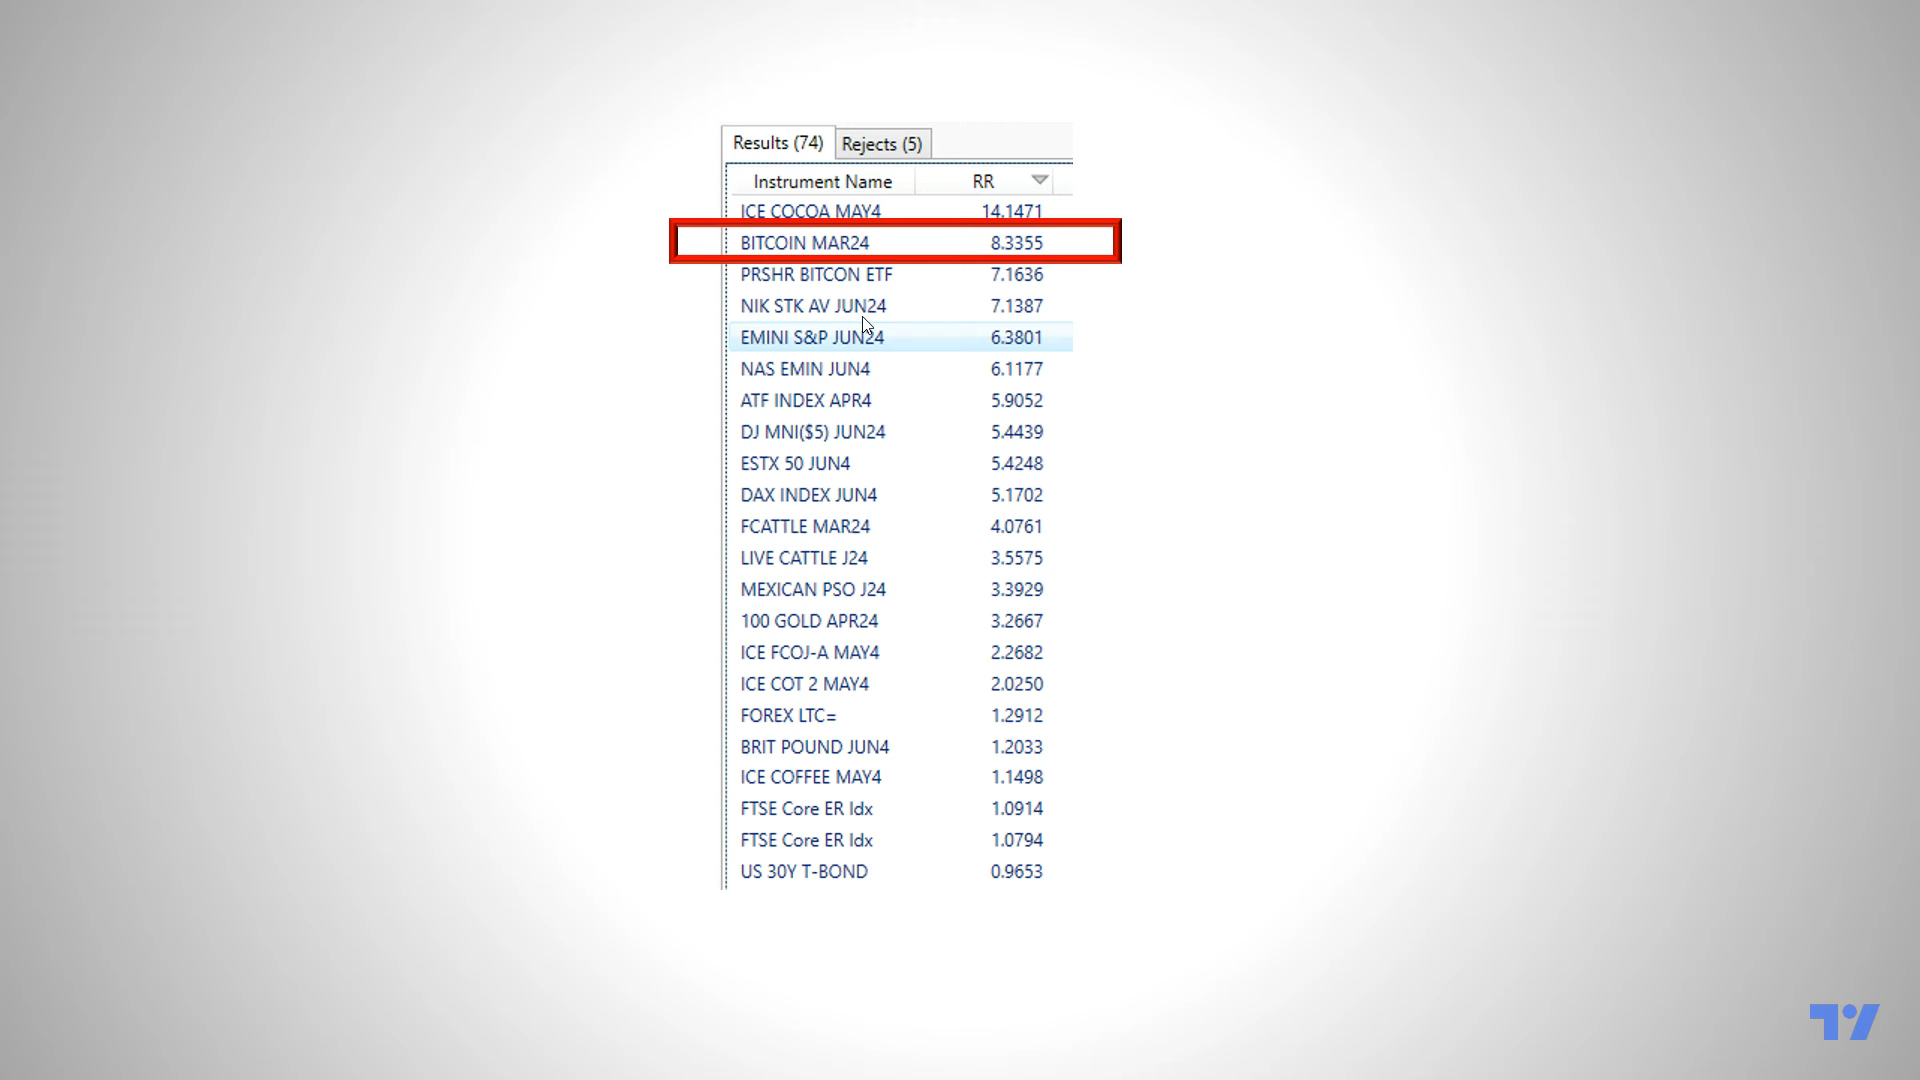 Results (74) Rejects (5)
Instrument Name RR
ICE COCOA MAY4 14.1471
BITCOIN MAR24 8.3355
PRSHR BITCON ETF 7.1636
NIK STK AV JUN24 7.1387
EMINI S&P JUN24 6.3801
NAS EMIN JUN4 6.1177
ATF INDEX APR4 5.9052
DJ MNI($5) JUN24 5.4439
ESTX 50 JUN4 5.4248
DAX INDEX JUN4 5.1702
FCATTLE MAR24 4.0761
LIVE CATTLE J24 3.5575
MEXICAN PSO J24 3.3929
100 GOLD APR24 3.2667
ICE FCOJ-A MAY4 2.2682
ICE COT 2 MAY4 2.0250
FOREX LTC= 1.2912
BRIT POUND JUN4 1.2033
ICE COFFEE MAY4 1.1498
FTSE Core ER Idx 1.0914
FTSE Core ER Idx 1.0794
US 30Y T-BOND 0.9653